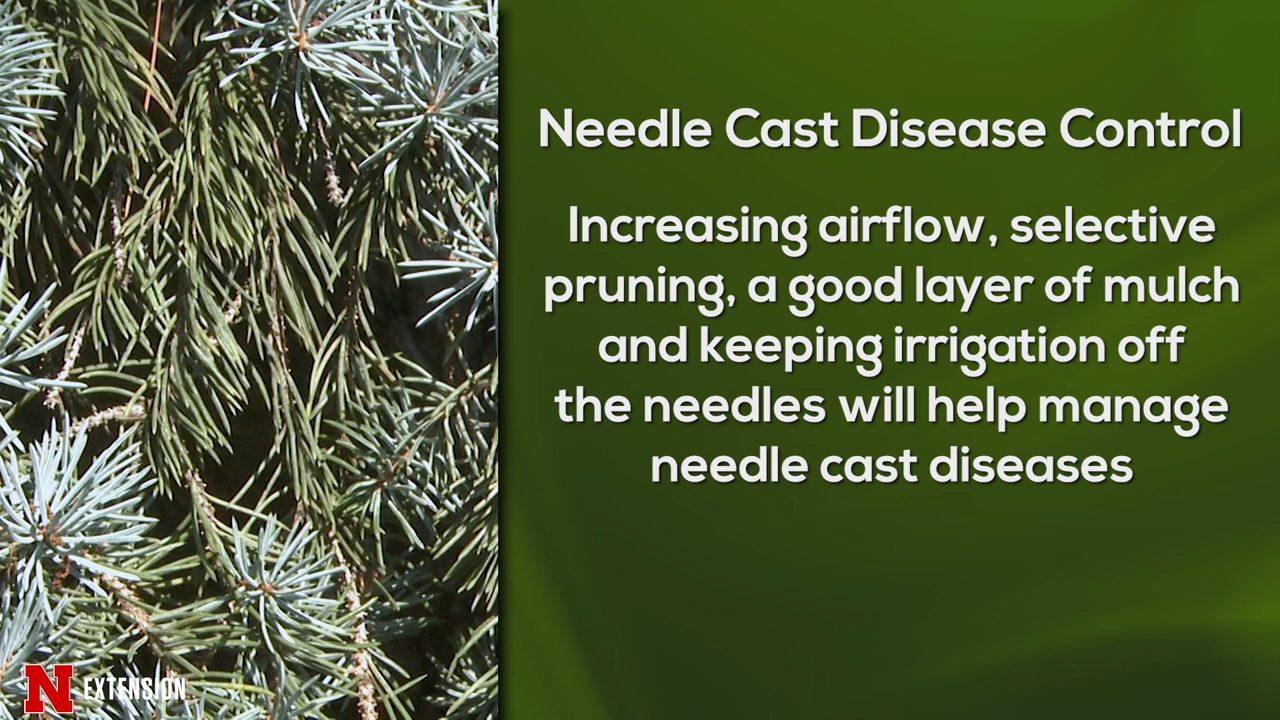 Needle Cast Disease Control
Increasing airflow, selective
pruning, a good layer of mulch
and keeping irrigation off
the needles will help manage
needle cast diseases
N EXTENSION